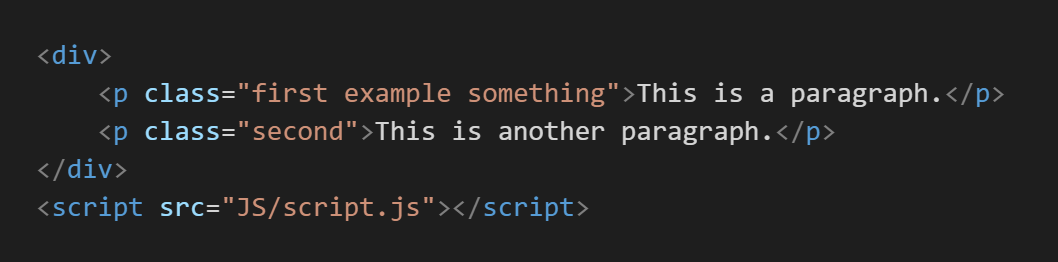 <div>
    <p class="first example something">This is a paragraph.</p>
    <p class="second">This is another paragraph.</p>
</div>
<script src="JS/script.js"></script>